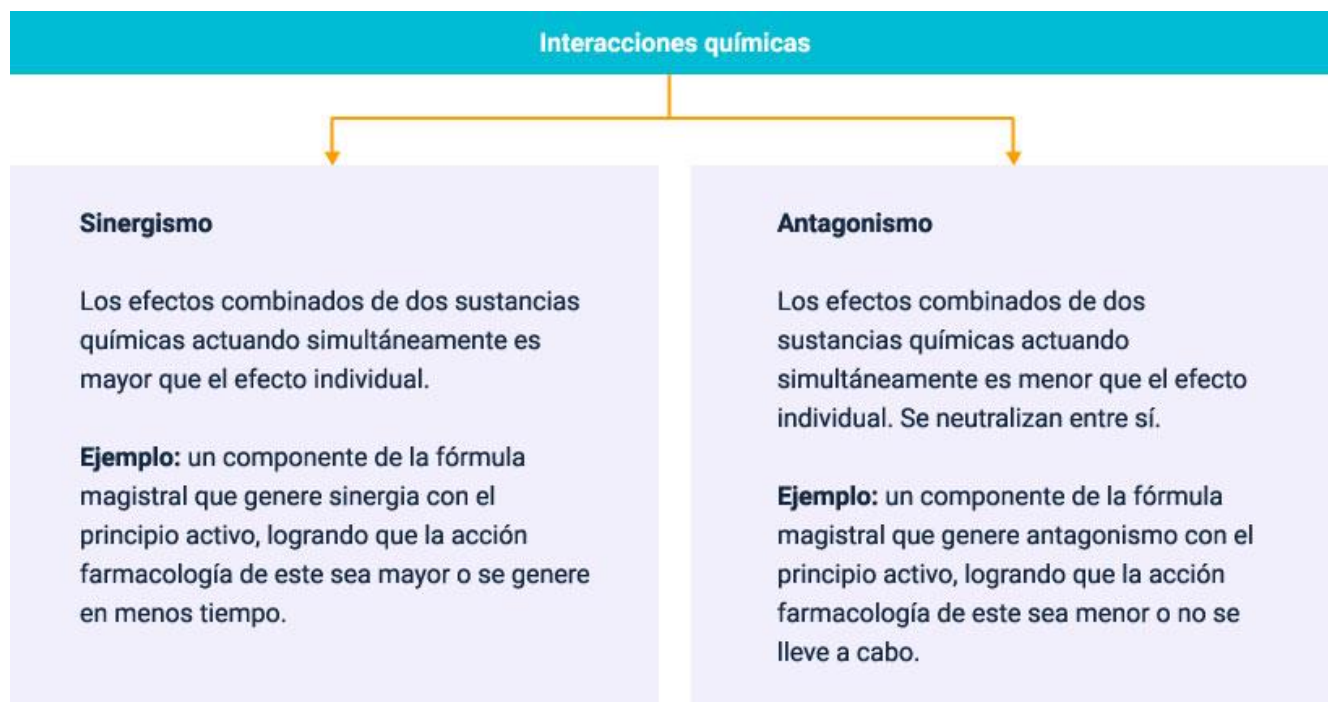 Interacciones químicas
Sinergismo
Los efectos combinados de dos sustancias
químicas actuando simultáneamente es
mayor que el efecto individual.
Ejemplo: un componente de la fórmula
magistral que genere sinergia con el
principio activo, logrando que la acción
farmacología de este sea mayor o se genere
en menos tiempo.
Antagonismo
Los efectos combinados de dos
sustancias químicas actuando
simultáneamente es menor que el efecto
individual. Se neutralizan entre sí.
Ejemplo: un componente de la fórmula
magistral que genere antagonismo con el
principio activo, logrando que la acción
farmacología de este sea menor o no se
lleve a cabo.